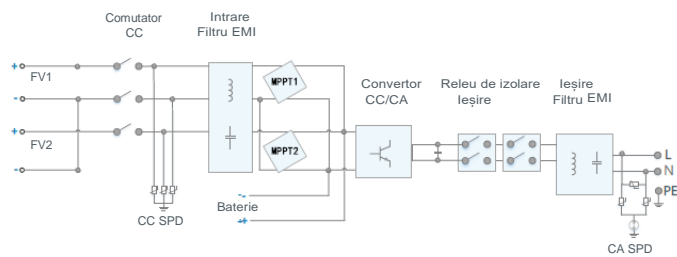 Comutator
CC
Intrare
Filtru EMI
Convertor
CC/CA
Releu de izolare
Ieșire
Ieșire
Filtru EMI
+
FV1
-
+
FV2
-
MPPT1
MPPT2
L
N
PE
--
Baterie
-+
CC SPD
CA SPD